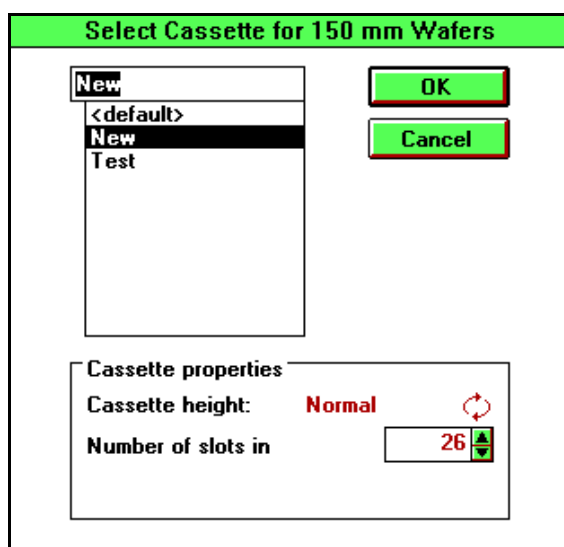 Select Cassette for 150 mm Wafers
New
<default>
New
Test
OK
Cancel
Cassette properties
Cassette height: Normal
Number of slots in 26